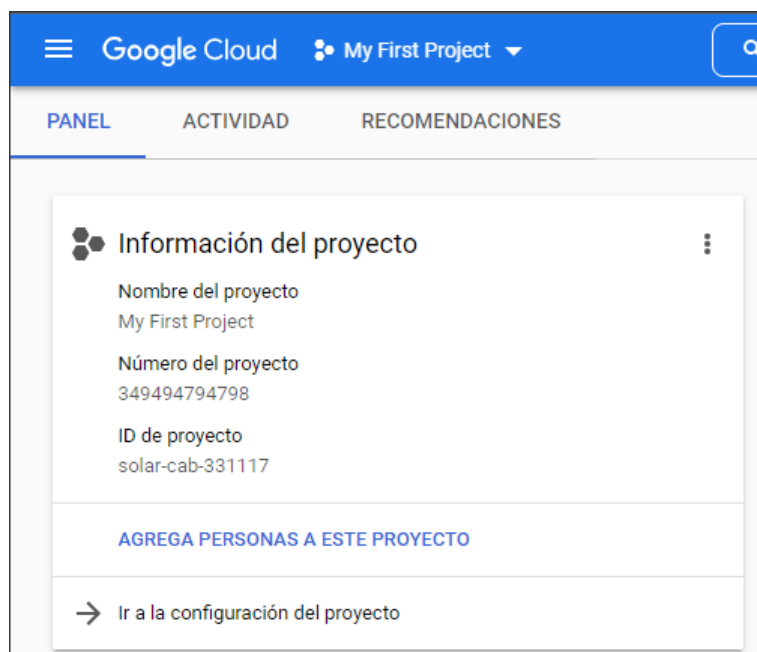 Google Cloud My First Project
PANEL ACTIVIDAD RECOMENDACIONES
Información del proyecto
Nombre del proyecto
My First Project
Número del proyecto
349494794798
ID de proyecto
solar-cab-331117
AGREGA PERSONAS A ESTE PROYECTO
Ir a la configuración del proyecto